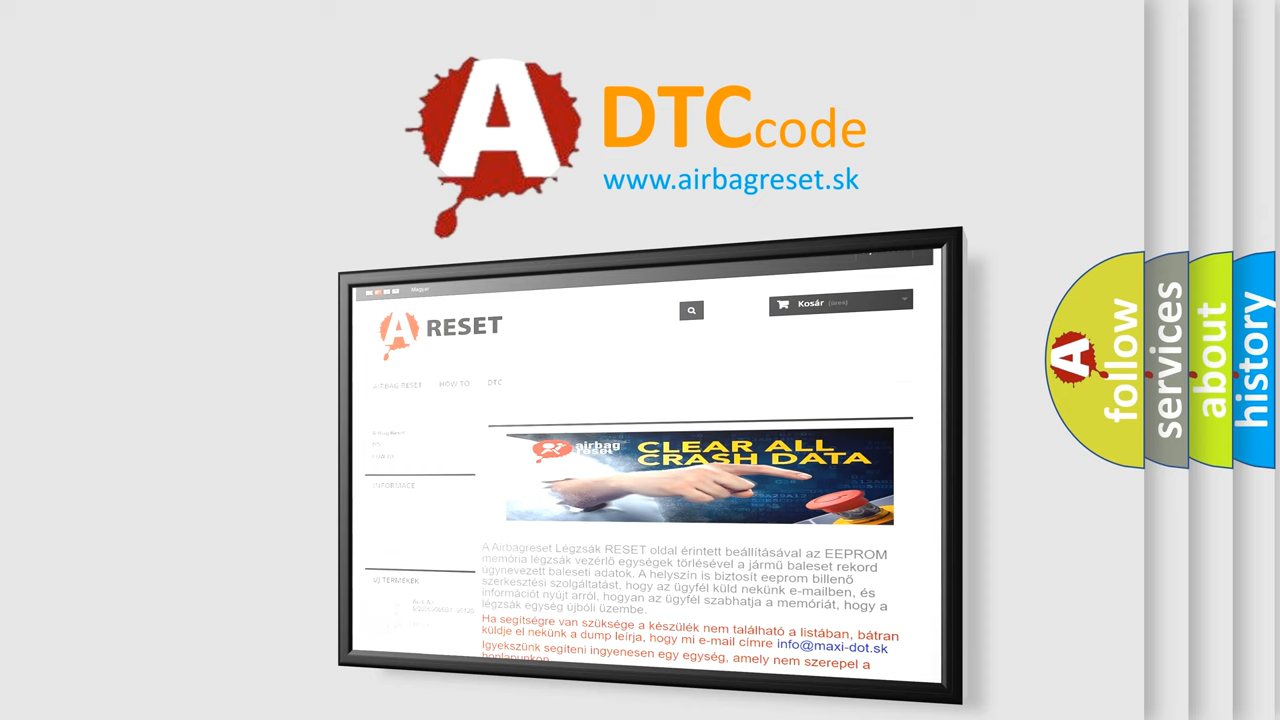 A
DTCcode
www.airbagreset.sk
Magyar
A RESET
Kosár (üres)
AIRBAG RESET HOW TO DTC
INFORMACE
airbag reset
CLEAR ALL
CRASH DATA
A Airbagreset Légzsák RESET oldal érintett beállításával az EEPROM
memória légzsák vezérlő egységek törlésével a jármű baleset rekord
úgynevezett baleseti adatok. A helyszín is biztosít eeprom billenő
szerkesztési szolgáltatást, hogy az ügyfél küld nekünk e-mailben, és
információt nyújt arról, hogyan az ügyfél szabhatja a memóriát, hogy a
légzsák egység újbóli üzembe.
Ha segítségre van szüksége a készülék nem található a listában, bátran
küldje el nekünk a dump leírja, hogy mi e-mail címre info@maxi-dot.sk
Igyekszünk segíteni ingyenesen egy egység, amely nem szerepel a
honlapunkon
ÚJ TERMÉKEK
A
follow
services
about
history